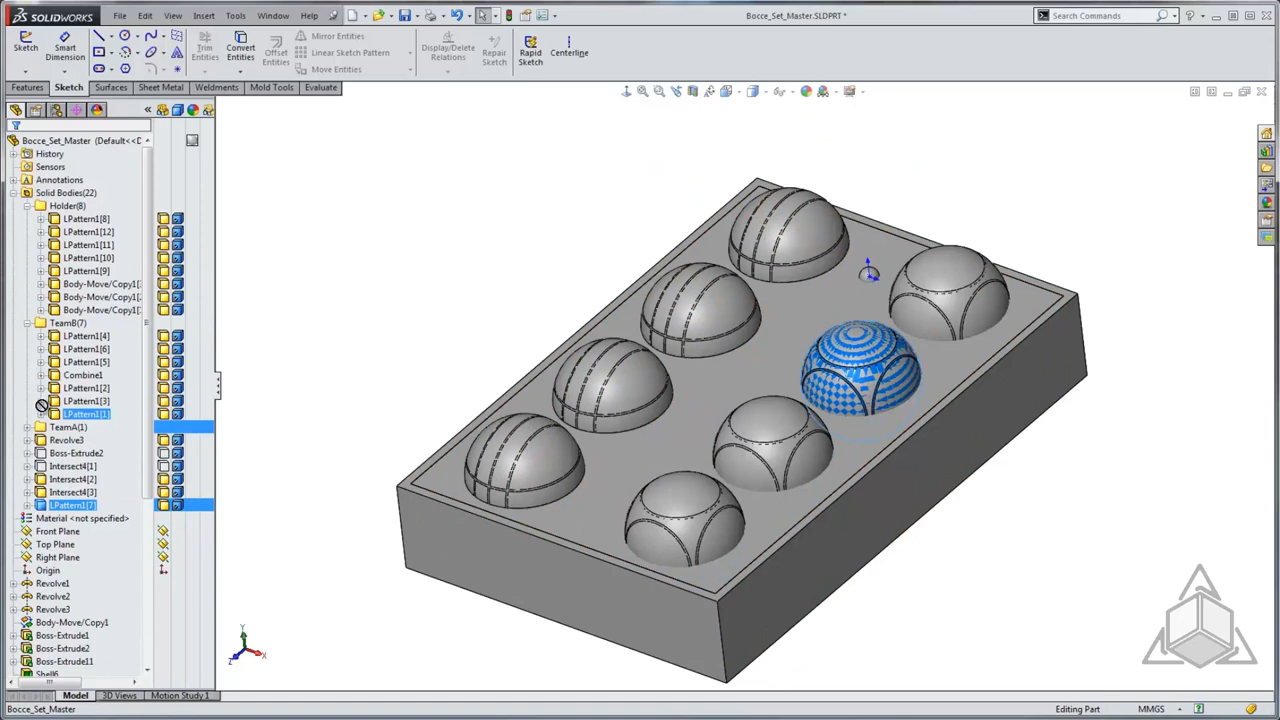 SOLIDWORKS File Edit View Insert Tools Window Help Bocce_Set_Master.SLDPRT * Search Commands
Sketch Smart Dimension Trim Entities Convert Entities Offset Entities Mirror Entities Linear Sketch Pattern Move Entities Display/Delete Relations Repair Sketch Rapid Sketch Centerline
Features Sketch Surfaces Sheet Metal Weldments Mold Tools Evaluate
Bocce_Set_Master (Default<<D
History
Sensors
Annotations
Solid Bodies(22)
Holder(8)
LPattern1[8]
LPattern1[12]
LPattern1[11]
LPattern1[10]
LPattern1[9]
Body-Move/Copy1[
Body-Move/Copy1[
Body-Move/Copy1[
TeamB(7)
LPattern1[4]
LPattern1[6]
LPattern1[5]
Combine1
LPattern1[2]
LPattern1[3]
LPattern1[1]
TeamA(1)
Revolve3
Boss-Extrude2
Intersect4[1]
Intersect4[2]
Intersect4[3]
LPattern1[7]
Material <not specified>
Front Plane
Top Plane
Right Plane
Origin
Revolve1
Revolve2
Revolve3
Body-Move/Copy1
Boss-Extrude1
Boss-Extrude2
Boss-Extrude11
Shell6
Y
Z X
Model 3D Views Motion Study 1
Bocce_Set_Master Editing Part MMGS